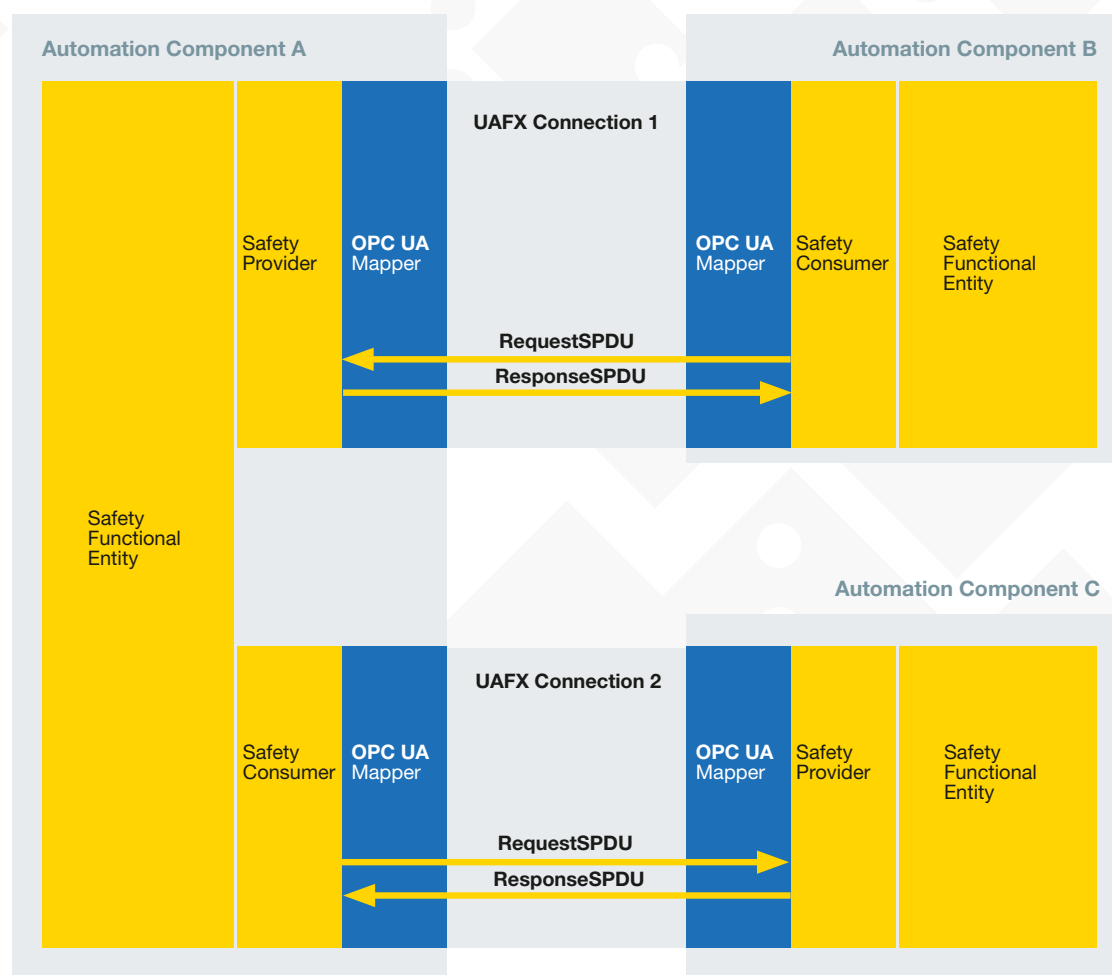 Automation Component A
Automation Component B
UAFX Connection 1
Safety
Provider
OPC UA
Mapper
OPC UA
Mapper
Safety
Consumer
Safety
Functional
Entity
RequestSPDU
ResponseSPDU
Safety
Functional
Entity
Automation Component C
UAFX Connection 2
Safety
Consumer
OPC UA
Mapper
OPC UA
Mapper
Safety
Provider
Safety
Functional
Entity
RequestSPDU
ResponseSPDU